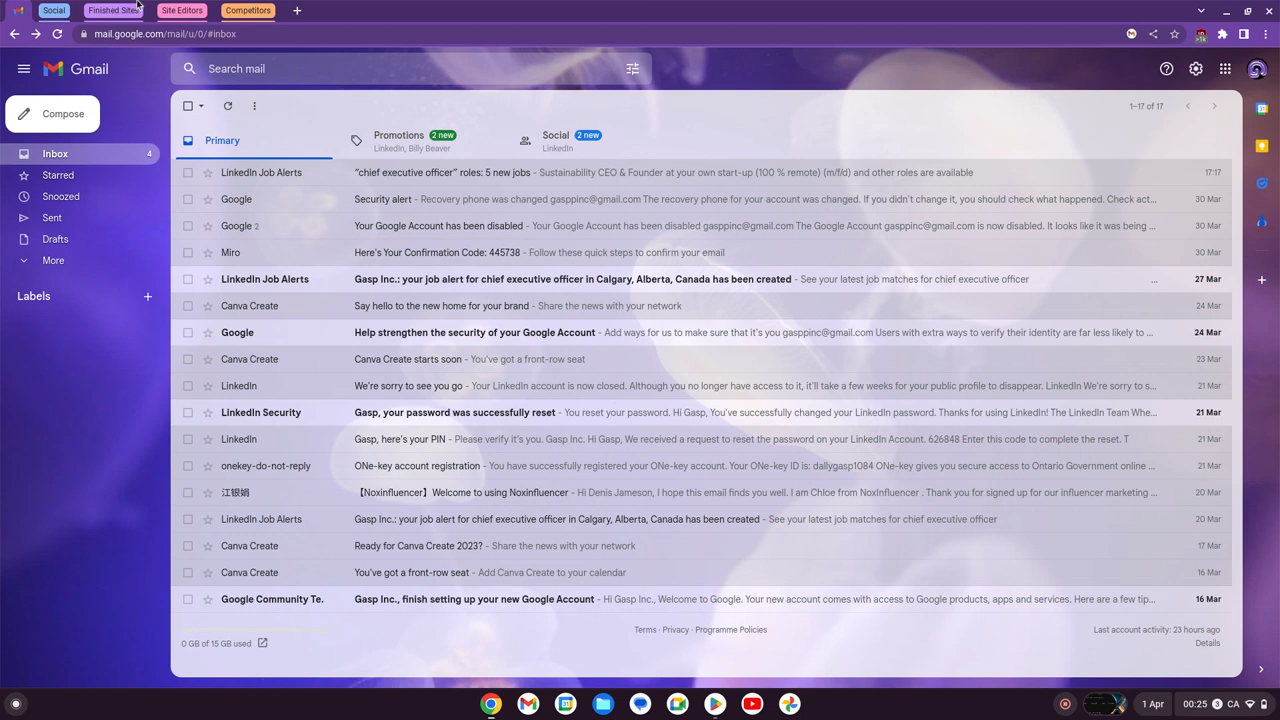 Social Finished Sites Site Editors Competitors
mail.google.com/mail/u/0/#inbox
Gmail Search mail
1–17 of 17
Compose
Primary
Promotions 2 new
LinkedIn, Billy Beaver
Social 2 new
LinkedIn
Inbox 4
Starred
Snoozed
Sent
Drafts
More
Labels
LinkedIn Job Alerts "chief executive officer" roles: 5 new jobs - Sustainability CEO & Founder at your own start-up (100 % remote) (m/f/d) and other roles are available 17:17
Google Security alert - Recovery phone was changed gasppinc@gmail.com The recovery phone for your account was changed. If you didn't change it, you should check what happened. Check act... 30 Mar
Google 2 Your Google Account has been disabled - Your Google Account has been disabled gasppinc@gmail.com The Google Account gasppinc@gmail.com is now disabled. It looks like it was being ... 30 Mar
Miro Here's Your Confirmation Code: 445738 - Follow these quick steps to confirm your email 30 Mar
LinkedIn Job Alerts Gasp Inc.: your job alert for chief executive officer in Calgary, Alberta, Canada has been created - See your latest job matches for chief executive officer ... 27 Mar
Canva Create Say hello to the new home for your brand - Share the news with your network 24 Mar
Google Help strengthen the security of your Google Account - Add ways for us to make sure that it's you gasppinc@gmail.com Users with extra ways to verify their identity are far less likely to ... 24 Mar
Canva Create Canva Create starts soon - You've got a front-row seat 23 Mar
LinkedIn We're sorry to see you go - Your LinkedIn account is now closed. Although you no longer have access to it, it'll take a few weeks for your public profile to disappear. LinkedIn We're sorry to s... 21 Mar
LinkedIn Security Gasp, your password was successfully reset - You reset your password. Hi Gasp, You've successfully changed your LinkedIn password. Thanks for using LinkedIn! The LinkedIn Team Whe... 21 Mar
LinkedIn Gasp, here's your PIN - Please verify it's you. Gasp Inc. Hi Gasp, We received a request to reset the password on your LinkedIn Account. 626848 Enter this code to complete the reset. T 21 Mar
onekey-do-not-reply ONe-key account registration - You have successfully registered your ONe-key account. Your ONe-key ID is: dallygasp1084 ONe-key gives you secure access to Ontario Government online ... 21 Mar
江银娟 【Noxinfluencer】Welcome to using Noxinfluencer - Hi Denis Jameson, I hope this email finds you well. I am Chloe from NoxInfluencer . Thank you for signed up for our influencer marketing ... 20 Mar
LinkedIn Job Alerts Gasp Inc.: your job alert for chief executive officer in Calgary, Alberta, Canada has been created - See your latest job matches for chief executive officer 20 Mar
Canva Create Ready for Canva Create 2023? - Share the news with your network 17 Mar
Canva Create You've got a front-row seat - Add Canva Create to your calendar 16 Mar
Google Community Te. Gasp Inc., finish setting up your new Google Account - Hi Gasp Inc., Welcome to Google. Your new account comes with access to Google products, apps and services. Here are a few tip... 16 Mar
0 GB of 15 GB used
Terms · Privacy · Programme Policies
Last account activity: 23 hours ago
Details
1 Apr 00:25 3 CA